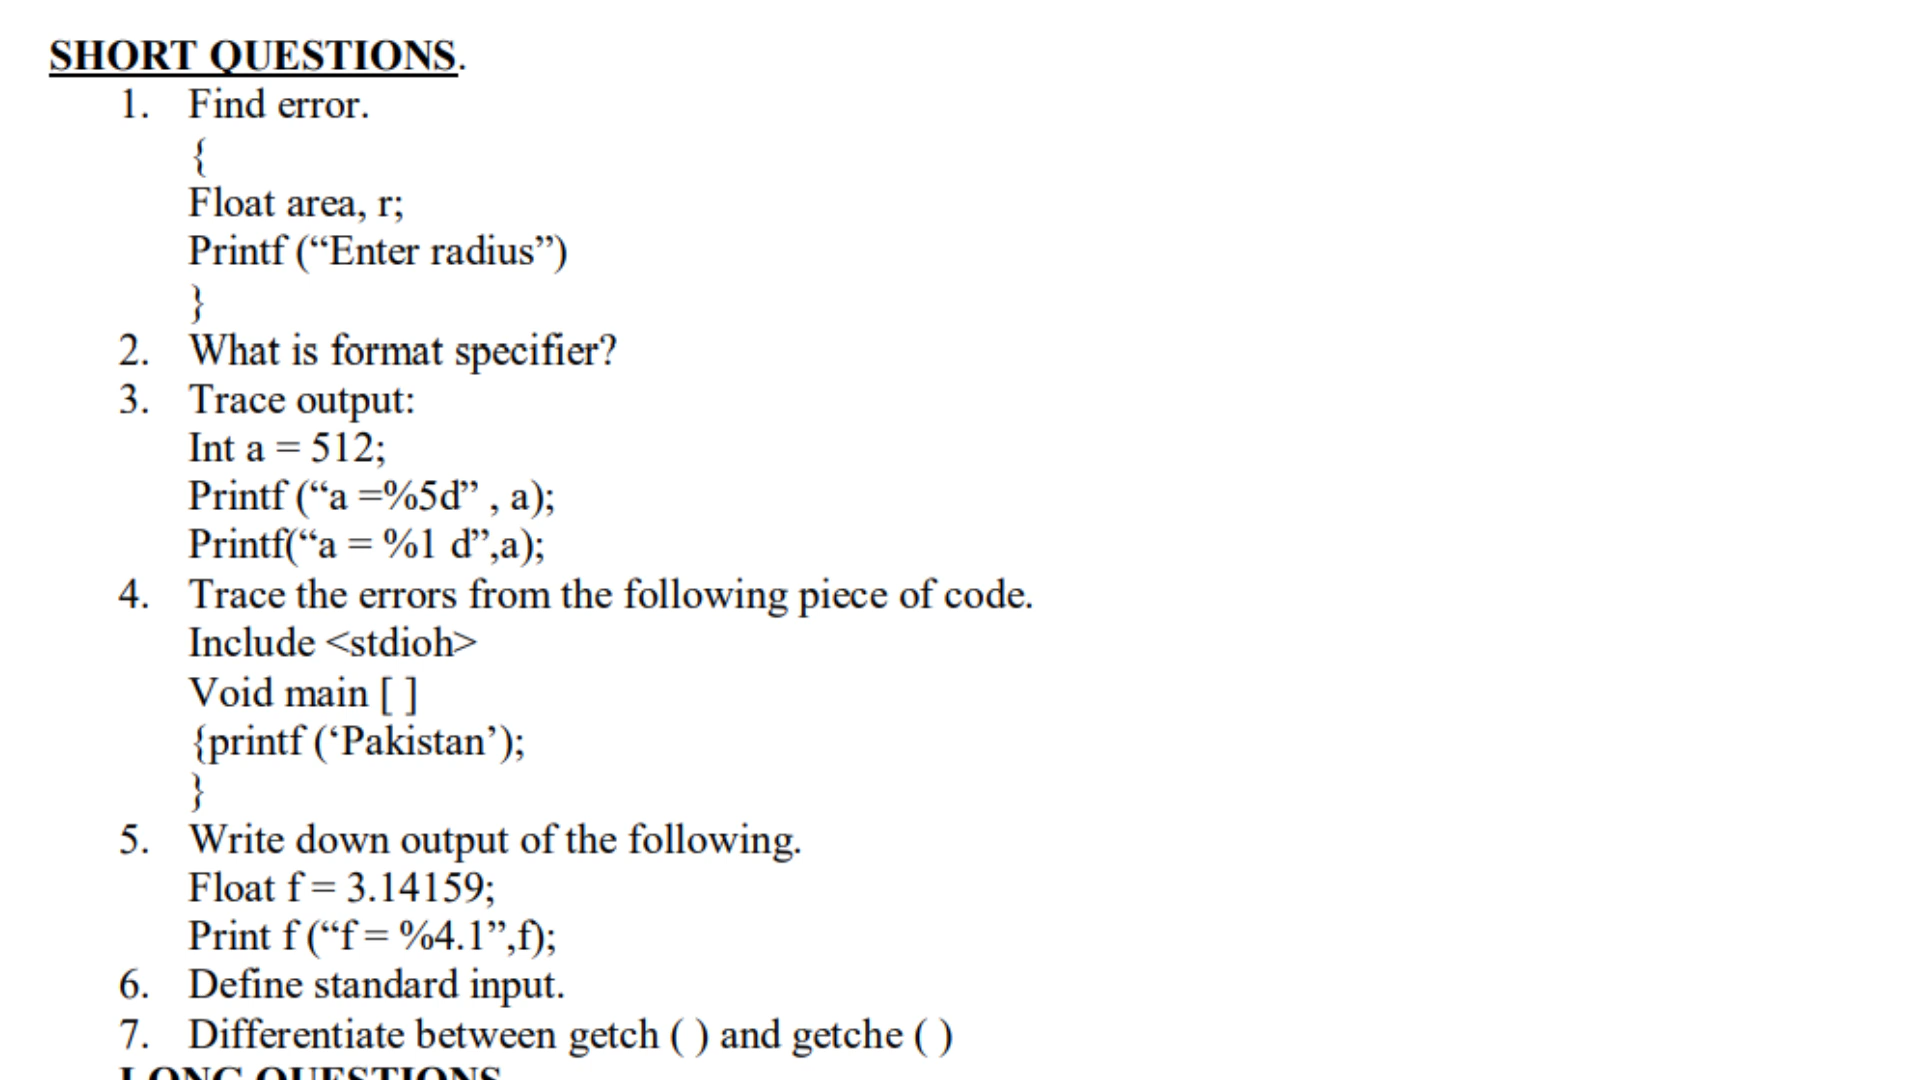 SHORT QUESTIONS.
1. Find error.
{
Float area, r;
Printf (“Enter radius”)
}
2. What is format specifier?
3. Trace output:
Int a = 512;
Printf (“a =%5d” , a);
Printf(“a = %1 d”,a);
4. Trace the errors from the following piece of code.
Include <stdioh>
Void main [ ]
{printf (‘Pakistan’);
}
5. Write down output of the following.
Float f = 3.14159;
Print f (“f = %4.1”,f);
6. Define standard input.
7. Differentiate between getch ( ) and getche ( )
LONG QUESTIONS